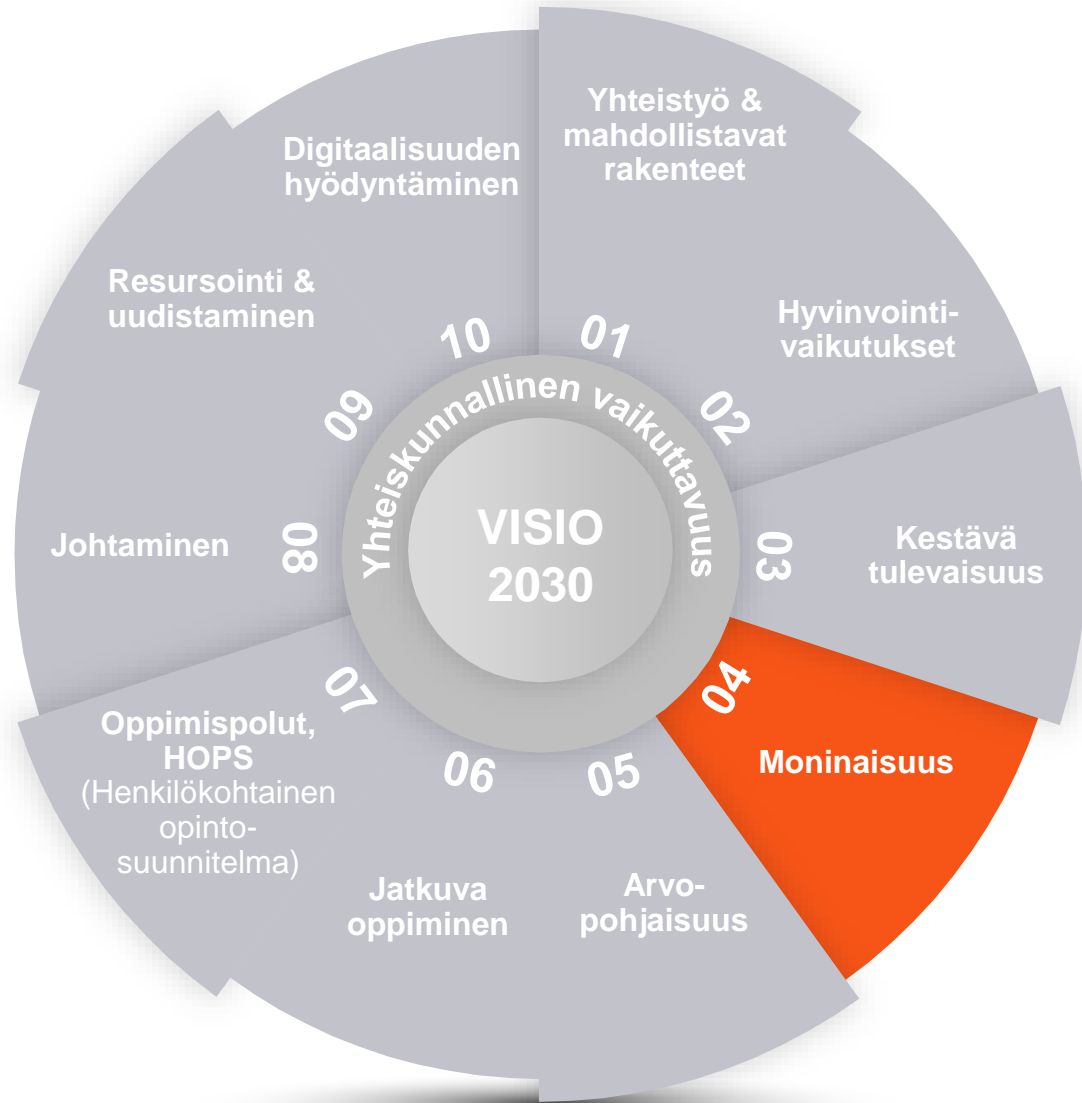 Yhteistyö &
mahdollistavat
rakenteet
01
Hyvinvointi-
vaikutukset
02
Kestävä
tulevaisuus
03
Moninaisuus
04
Arvo-
pohjaisuus
05
Jatkuva
oppiminen
06
Oppimispolut,
HOPS
(Henkilökohtainen
opinto-
suunnitelma)
07
Johtaminen
08
Resursointi &
uudistaminen
09
Digitaalisuuden
hyödyntäminen
10
Yhteiskunnallinen vaikuttavuus
VISIO
2030